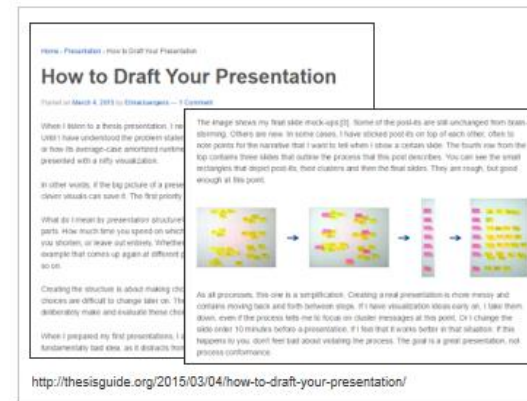 Home › Presentation › How to Draft Your Presentation
How to Draft Your Presentation
Posted on March 4, 2015 by — 1 Comment
When I listen to a thesis presentation, I
Until I have understood the problem
or how its average-case amortized runtime
presented with a nifty visualization.
In other words, if the big picture of a
clever visuals can save it. The first priority
What do I mean by presentation
parts. How much time you spend on which
you shorten, or leave out entirely. Whether
example that comes up again at different
so on.
Creating the structure is about making
choices are difficult to change later on.
deliberately make and evaluate these
When I prepared my first presentations, I
fundamentally bad idea, as it distracts from
The image shows my final slide mock-ups[0]. Some of the post-its are still unchanged from brain-
storming. Others are new. In some cases, I have sticked post-its on top of each other, often to
note points for the narrative that I want to tell when I show a certain slide. The fourth row from the
top contains three slides that outline the process that this post describes. You can see the small
rectangles that depict post-its, their clusters and then the final slides. They are rough, but good
enough at this point.
As all processes, this one is a simplification. Creating a real presentation is more messy and
contains moving back and forth between steps. If I have visualization ideas early on, I take them
down, even if the process tells me to focus on cluster messages at this point. Or I change the
slide order 10 minutes before a presentation, if I feel that it works better in that situation. If this
happens to you, don't feel bad about violating the process. The goal is a great presentation, not
process conformance.
http://thesisguide.org/2015/03/04/how-to-draft-your-presentation/